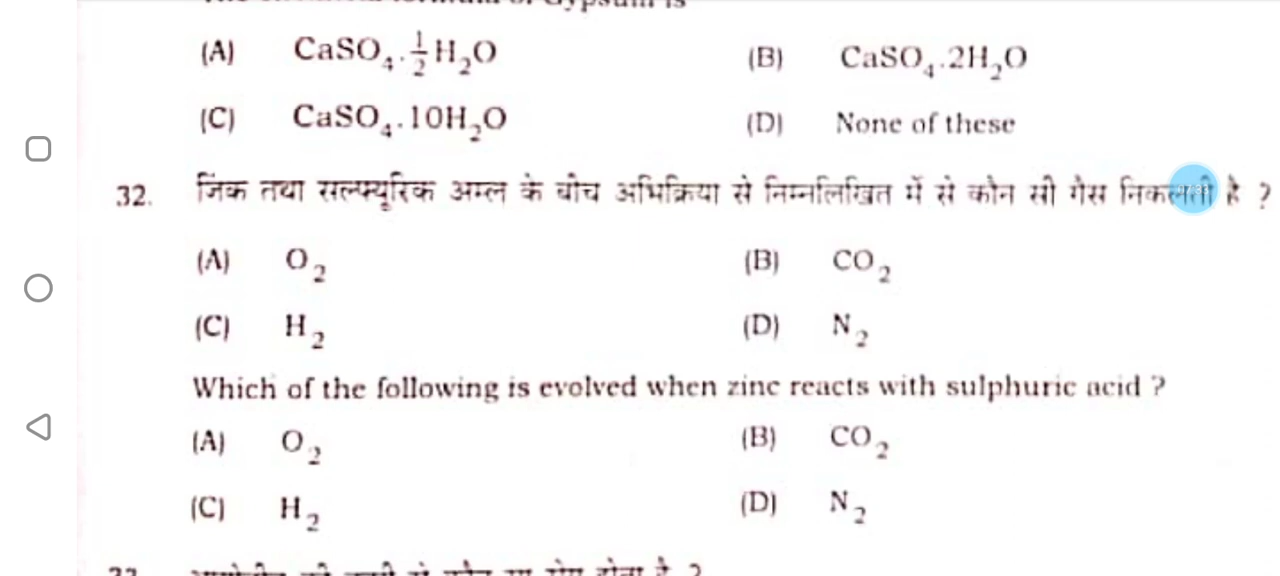 (A) CaSO₄.½H₂O (B) CaSO₄.2H₂O
(C) CaSO₄.10H₂O (D) None of these
32. जिंक तथा सल्फ्यूरिक अम्ल के बीच अभिक्रिया से निम्नलिखित में से कौन सी गैस निकलती है ?
(A) O₂ (B) CO₂
(C) H₂ (D) N₂
Which of the following is evolved when zinc reacts with sulphuric acid ?
(A) O₂ (B) CO₂
(C) H₂ (D) N₂